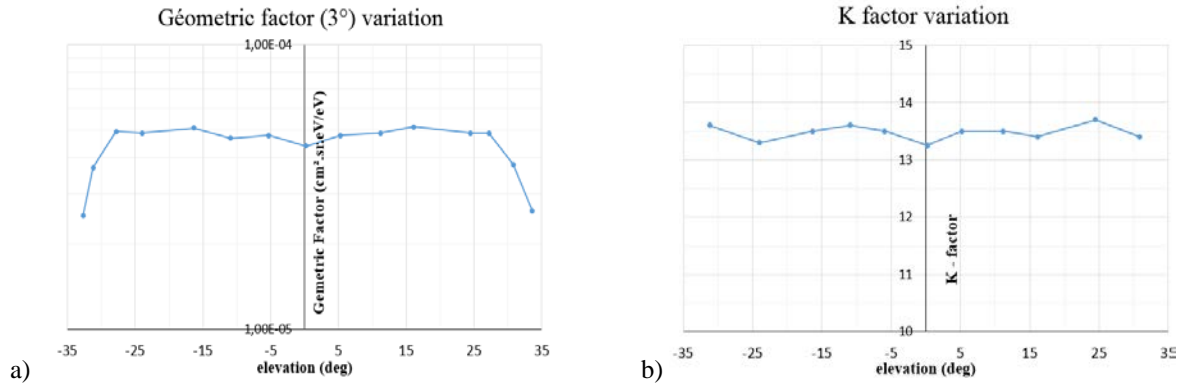 Géometric factor (3°) variation
1,00E-04
Gemetric Factor (cm².sr.eV/eV)
1,00E-05
-35 -25 -15 -5 5 15 25 35
elevation (deg)
a)
K factor variation
15
14
13
12
11
10
K - factor
-35 -25 -15 -5 5 15 25 35
elevation (deg)
b)